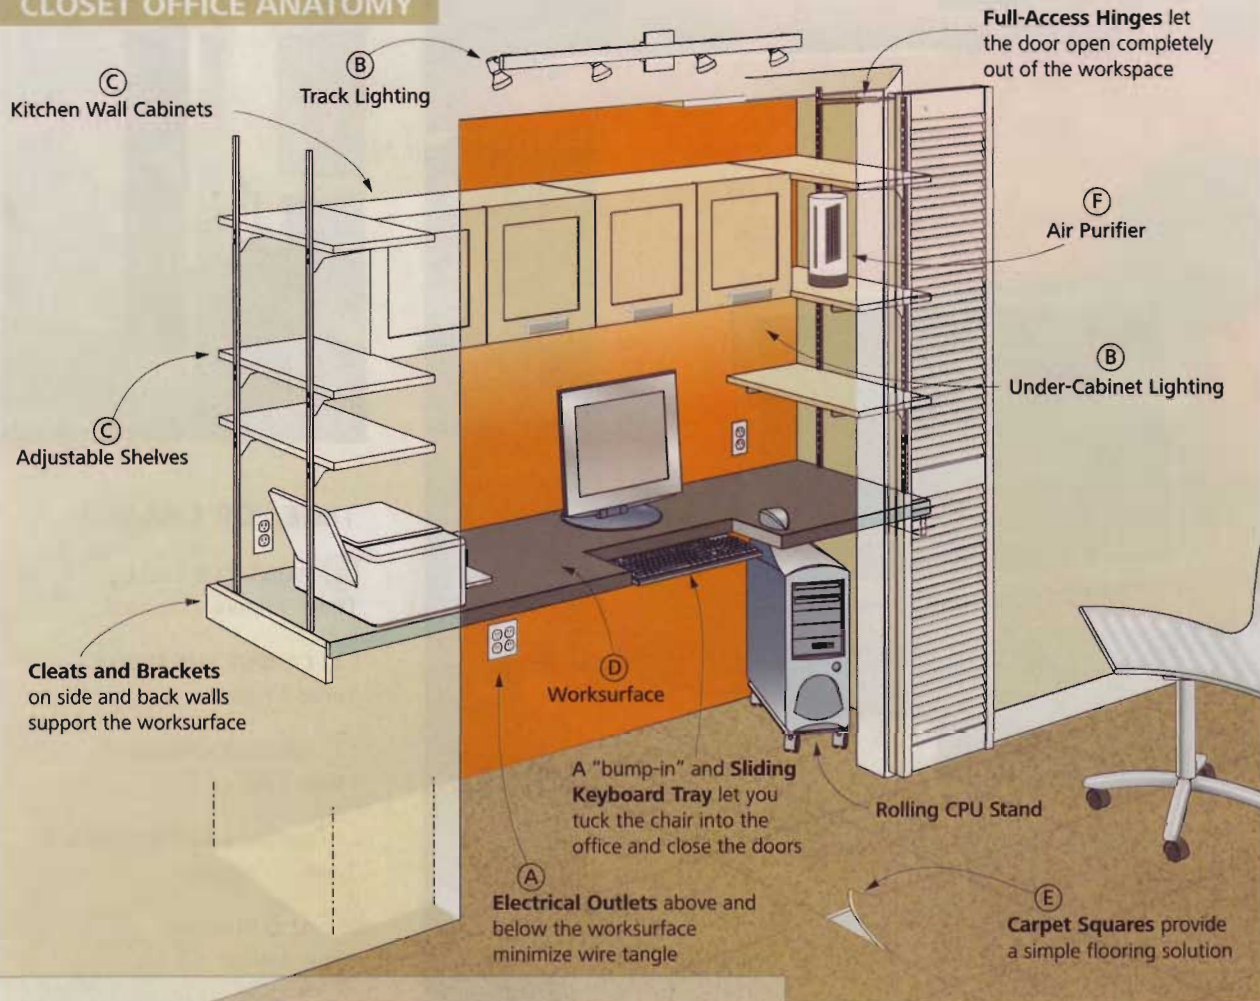 CLOSET OFFICE ANATOMY
Full-Access Hinges let
the door open completely
out of the workspace
B
Track Lighting
C
Kitchen Wall Cabinets
F
Air Purifier
B
Under-Cabinet Lighting
C
Adjustable Shelves
Cleats and Brackets
on side and back walls
support the worksurface
D
Worksurface
A "bump-in" and Sliding
Keyboard Tray let you
tuck the chair into the
office and close the doors
Rolling CPU Stand
A
Electrical Outlets above and
below the worksurface
minimize wire tangle
E
Carpet Squares provide
a simple flooring solution